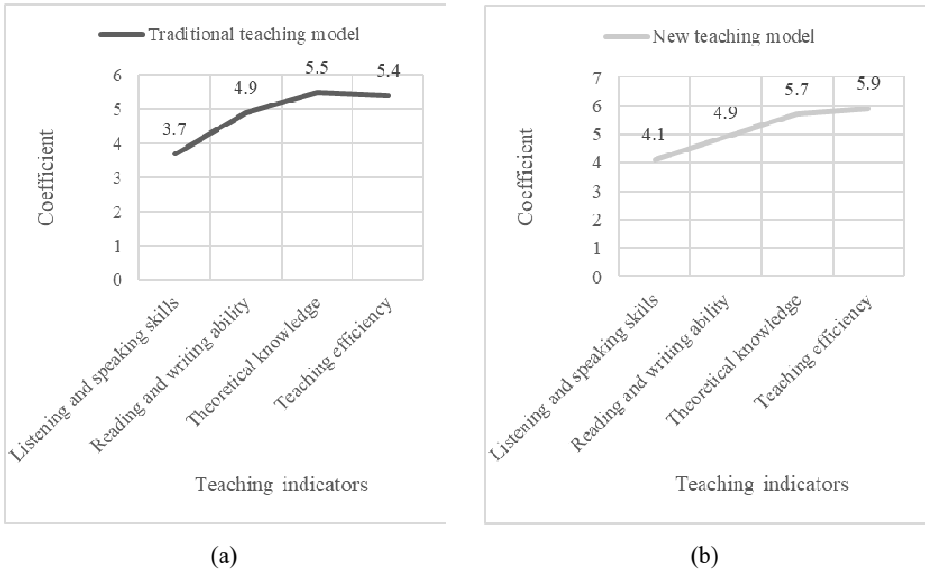 Traditional teaching model
6
5
4
3
2
1
0
3.7
4.9
5.5
5.4
Coefficient
Listening and speaking skills
Reading and writing ability
Theoretical knowledge
Teaching efficiency
Teaching indicators
(a)
New teaching model
7
6
5
4
3
2
1
0
4.1
4.9
5.7
5.9
Coefficient
Listening and speaking skills
Reading and writing ability
Theoretical knowledge
Teaching efficiency
Teaching indicators
(b)